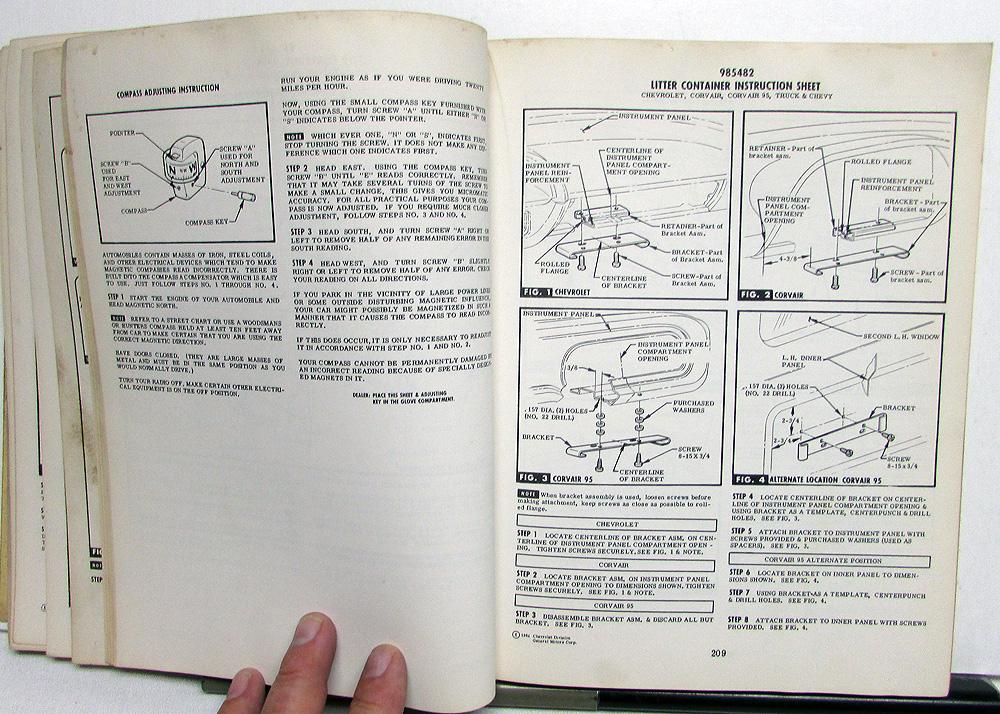 COMPASS ADJUSTING INSTRUCTION
POINTER
SCREW "B"
USED
FOR EAST
AND WEST
ADJUSTMENT
COMPASS
SCREW "A"
USED FOR
NORTH AND
SOUTH
ADJUSTMENT
COMPASS KEY
N
W
AUTOMOBILES CONTAIN MASSES OF IRON, STEEL COILS,
AND OTHER ELECTRICAL DEVICES WHICH TEND TO MAKE
MAGNETIC COMPASSES READ INCORRECTLY. THERE IS
BUILT INTO THE COMPASS A COMPENSATOR WHICH IS EASY
TO USE. JUST FOLLOW STEPS NO. 1 THROUGH NO. 4.
STEP 1 START THE ENGINE OF YOUR AUTOMOBILE AND
HEAD MAGNETIC NORTH.
NOTE REFER TO A STREET CHART OR USE A WOODSMANS
OR HUNTERS COMPASS HELD AT LEAST TEN FEET AWAY
FROM CAR TO MAKE CERTAIN THAT YOU ARE USING THE
CORRECT MAGNETIC DIRECTION.
HAVE DOORS CLOSED. (THEY ARE LARGE MASSES OF
METAL AND MUST BE IN THE SAME POSITION AS YOU
WOULD NORMALLY DRIVE.)
TURN YOUR RADIO OFF. MAKE CERTAIN OTHER ELECTRI-
CAL EQUIPMENT IS ON THE OFF POSITION.
RUN YOUR ENGINE AS IF YOU WERE DRIVING TWENTY
MILES PER HOUR.
NOW, USING THE SMALL COMPASS KEY FURNISHED WITH
YOUR COMPASS, TURN SCREW "A" UNTIL EITHER "N" OR
"S" INDICATES BELOW THE POINTER.
NOTE WHICH EVER ONE, "N" OR "S", INDICATES FIRST,
STOP TURNING THE SCREW. IT DOES NOT MAKE ANY DIF-
FERENCE WHICH ONE INDICATES FIRST.
STEP 2 HEAD EAST, USING THE COMPASS KEY, TURN
SCREW "B" UNTIL "E" READS CORRECTLY. REMEMBER
THAT IT MAY TAKE SEVERAL TURNS OF THE SCREW TO
MAKE A SMALL CHANGE, THIS GIVES YOU MICROMATIC
ACCURACY. FOR ALL PRACTICAL PURPOSES YOUR COM-
PASS IS NOW ADJUSTED. IF YOU REQUIRE MUCH CLOSER
ADJUSTMENT, FOLLOW STEPS NO. 3 AND NO. 4.
STEP 3 HEAD SOUTH, AND TURN SCREW "A" RIGHT OR
LEFT TO REMOVE HALF OF ANY REMAINING ERROR IN THE
SOUTH READING.
STEP 4 HEAD WEST, AND TURN SCREW "B" SLIGHTLY
RIGHT OR LEFT TO REMOVE HALF OF ANY ERROR. CHECK
YOUR READING ON ALL DIRECTIONS.
IF YOU PARK IN THE VICINITY OF LARGE POWER LINES
OR SOME OUTSIDE DISTURBING MAGNETIC INFLUENCE,
YOUR CAR MIGHT POSSIBLY BE MAGNETIZED IN SUCH A
MANNER THAT IT CAUSES THE COMPASS TO READ INCOR-
RECTLY.
IF THIS DOES OCCUR, IT IS ONLY NECESSARY TO READJUST
IT IN ACCORDANCE WITH STEP NO. 1 AND NO. 2.
YOUR COMPASS CANNOT BE PERMANENTLY DAMAGED BY
AN INCORRECT READING BECAUSE OF SPECIALLY DESIGN-
ED MAGNETS IN IT.
DEALER: PLACE THIS SHEET & ADJUSTING
KEY IN THE GLOVE COMPARTMENT.
985482
LITTER CONTAINER INSTRUCTION SHEET
CHEVROLET, CORVAIR, CORVAIR 95, TRUCK & CHEVY
INSTRUMENT PANEL
INSTRUMENT
PANEL REIN-
FORCEMENT
CENTERLINE OF
INSTRUMENT
PANEL COMPART-
MENT OPENING
RETAINER-Part of
Bracket Asm.
BRACKET-Part
of Bracket Asm.
SCREW-Part of
Bracket Asm.
ROLLED
FLANGE
CENTERLINE
OF BRACKET
FIG. 1 CHEVROLET
RETAINER - Part of
bracket asm.
ROLLED FLANGE
INSTRUMENT PANEL
REINFORCEMENT
INSTRUMENT
PANEL COM-
PARTMENT
OPENING
BRACKET - Part
of bracket asm.
4-3/8
SCREW - Part of
bracket asm.
FIG. 2 CORVAIR
INSTRUMENT PANEL
INSTRUMENT PANEL
COMPARTMENT
OPENING
3/8
.157 DIA. (2) HOLES
(NO. 22 DRILL)
PURCHASED
WASHERS
BRACKET
SCREW
8-15 X 3/4
CENTERLINE
OF BRACKET
FIG. 3 CORVAIR 95
SECOND L. H. WINDOW
L. H. INNER
PANEL
.157 DIA. (2) HOLES
(NO. 22 DRILL)
BRACKET
2-3/4
2-3/4
SCREW
8-15 x 3/4
FIG. 4 ALTERNATE LOCATION CORVAIR 95
NOTE When bracket assembly is used, loosen screws before
making attachment, keep screws as close as possible to roll-
ed flange.
CHEVROLET
STEP 1 LOCATE CENTERLINE OF BRACKET ASM. ON CEN-
TERLINE OF INSTRUMENT PANEL COMPARTMENT OPEN-
ING. TIGHTEN SCREWS SECURELY. SEE FIG. 1 & NOTE.
CORVAIR
STEP 2 LOCATE BRACKET ASM. ON INSTRUMENT PANEL
COMPARTMENT OPENING TO DIMENSIONS SHOWN. TIGHTEN
SCREWS SECURELY. SEE FIG. 1 & NOTE.
CORVAIR 95
STEP 3 DISASSEMBLE BRACKET ASM. & DISCARD ALL BUT
BRACKET. SEE FIG. 3.
Chevrolet Division
General Motors Corp.
STEP 4 LOCATE CENTERLINE OF BRACKET ON CENTER-
LINE OF INSTRUMENT PANEL COMPARTMENT OPENING &
USING BRACKET AS A TEMPLATE, CENTERPUNCH & DRILL
HOLES. SEE FIG. 3.
STEP 5 ATTACH BRACKET TO INSTRUMENT PANEL WITH
SCREWS PROVIDED & PURCHASED WASHERS (USED AS
SPACERS). SEE FIG. 3.
CORVAIR 95 ALTERNATE POSITION
STEP 6 LOCATE BRACKET ON INNER PANEL TO DIMEN-
SIONS SHOWN. SEE FIG. 4.
STEP 7 USING BRACKET AS A TEMPLATE, CENTERPUNCH
& DRILL HOLES. SEE FIG. 4.
STEP 8 ATTACH BRACKET TO INNER PANEL WITH SCREWS
PROVIDED. SEE FIG. 4.
209